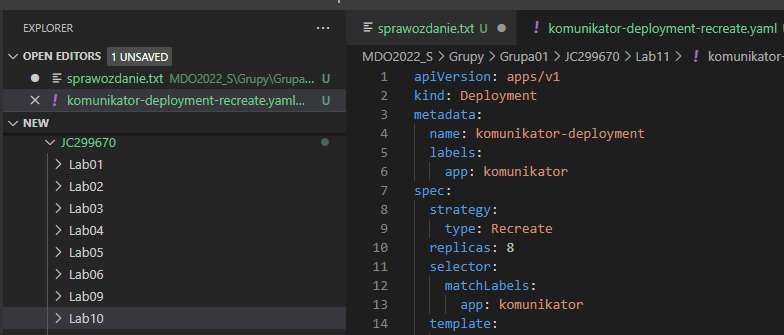 EXPLORER
OPEN EDITORS 1 UNSAVED
sprawozdanie.txt MDO2022_S\Grupy\Grupa... U
komunikator-deployment-recreate.yaml... U
NEW
JC299670
Lab01
Lab02
Lab03
Lab04
Lab05
Lab06
Lab09
Lab10
sprawozdanie.txt U
komunikator-deployment-recreate.yaml
MDO2022_S > Grupy > Grupa01 > JC299670 > Lab11 > ! komunikator-
1 apiVersion: apps/v1
2 kind: Deployment
3 metadata:
4 name: komunikator-deployment
5 labels:
6 app: komunikator
7 spec:
8 strategy:
9 type: Recreate
10 replicas: 8
11 selector:
12 matchLabels:
13 app: komunikator
14 template: